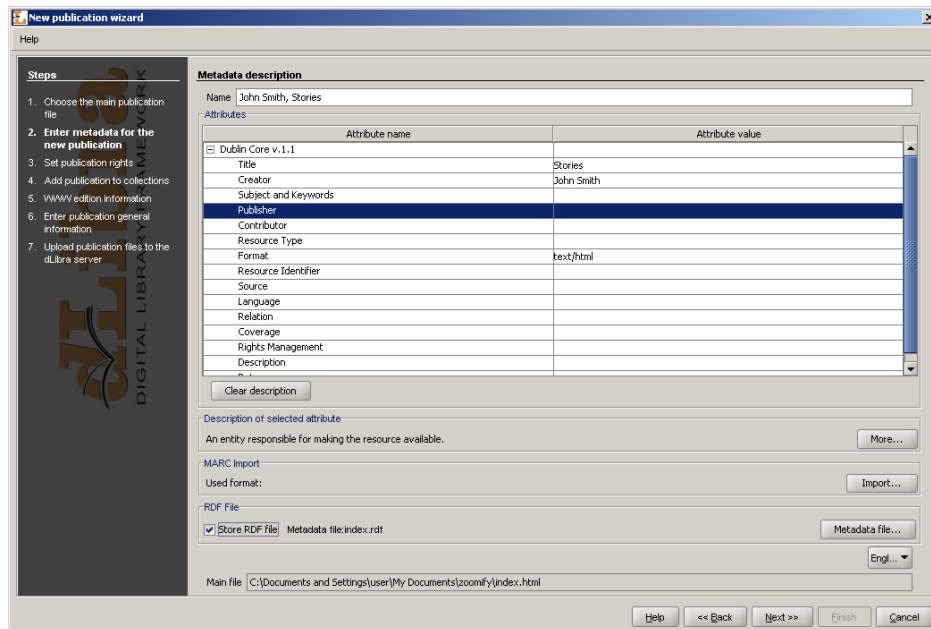 New publication wizard
Help
Steps
1. Choose the main publication
file
2. Enter metadata for the
new publication
3. Set publication rights
4. Add publication to collections
5. WWW edition information
6. Enter publication general
information
7. Upload publication files to the
dLibra server
dLibra
DIGITAL LIBRARY FRAMEWORK
Metadata description
Name John Smith, Stories
Attributes
Attribute name Attribute value
Dublin Core v.1.1
Title Stories
Creator John Smith
Subject and Keywords
Publisher
Contributor
Resource Type
Format text/html
Resource Identifier
Source
Language
Relation
Coverage
Rights Management
Description
Clear description
Description of selected attribute
An entity responsible for making the resource available.
More...
MARC Import
Used format:
Import...
RDF File
Store RDF file Metadata file:index.rdf
Metadata file...
Engl...
Main file C:\Documents and Settings\user\My Documents\zoomify\index.html
Help << Back Next >> Finish Cancel